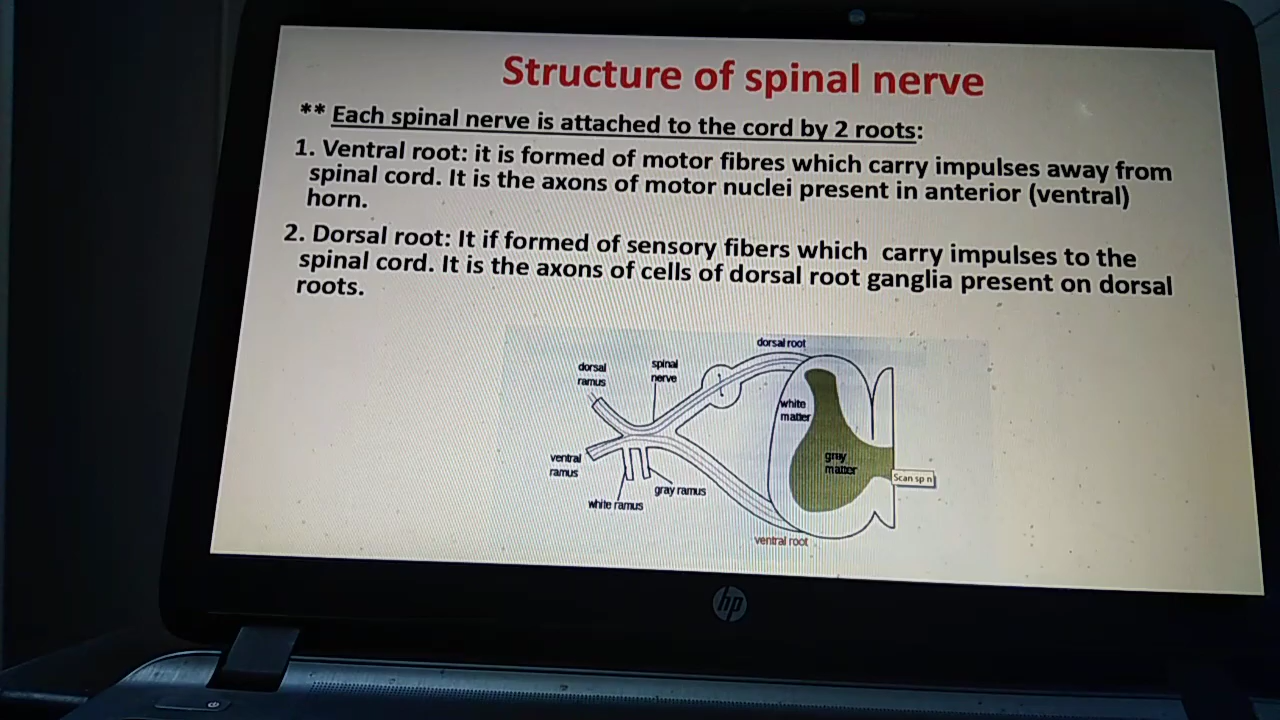 Structure of spinal nerve
** Each spinal nerve is attached to the cord by 2 roots:
1. Ventral root: it is formed of motor fibres which carry impulses away from
spinal cord. It is the axons of motor nuclei present in anterior (ventral)
horn.
2. Dorsal root: It if formed of sensory fibers which carry impulses to the
spinal cord. It is the axons of cells of dorsal root ganglia present on dorsal
roots.
dorsal root
dorsal
ramus
spinal
nerve
white
matter
gray
matter
Scan sp n
ventral
ramus
gray ramus
white ramus
ventral root
hp